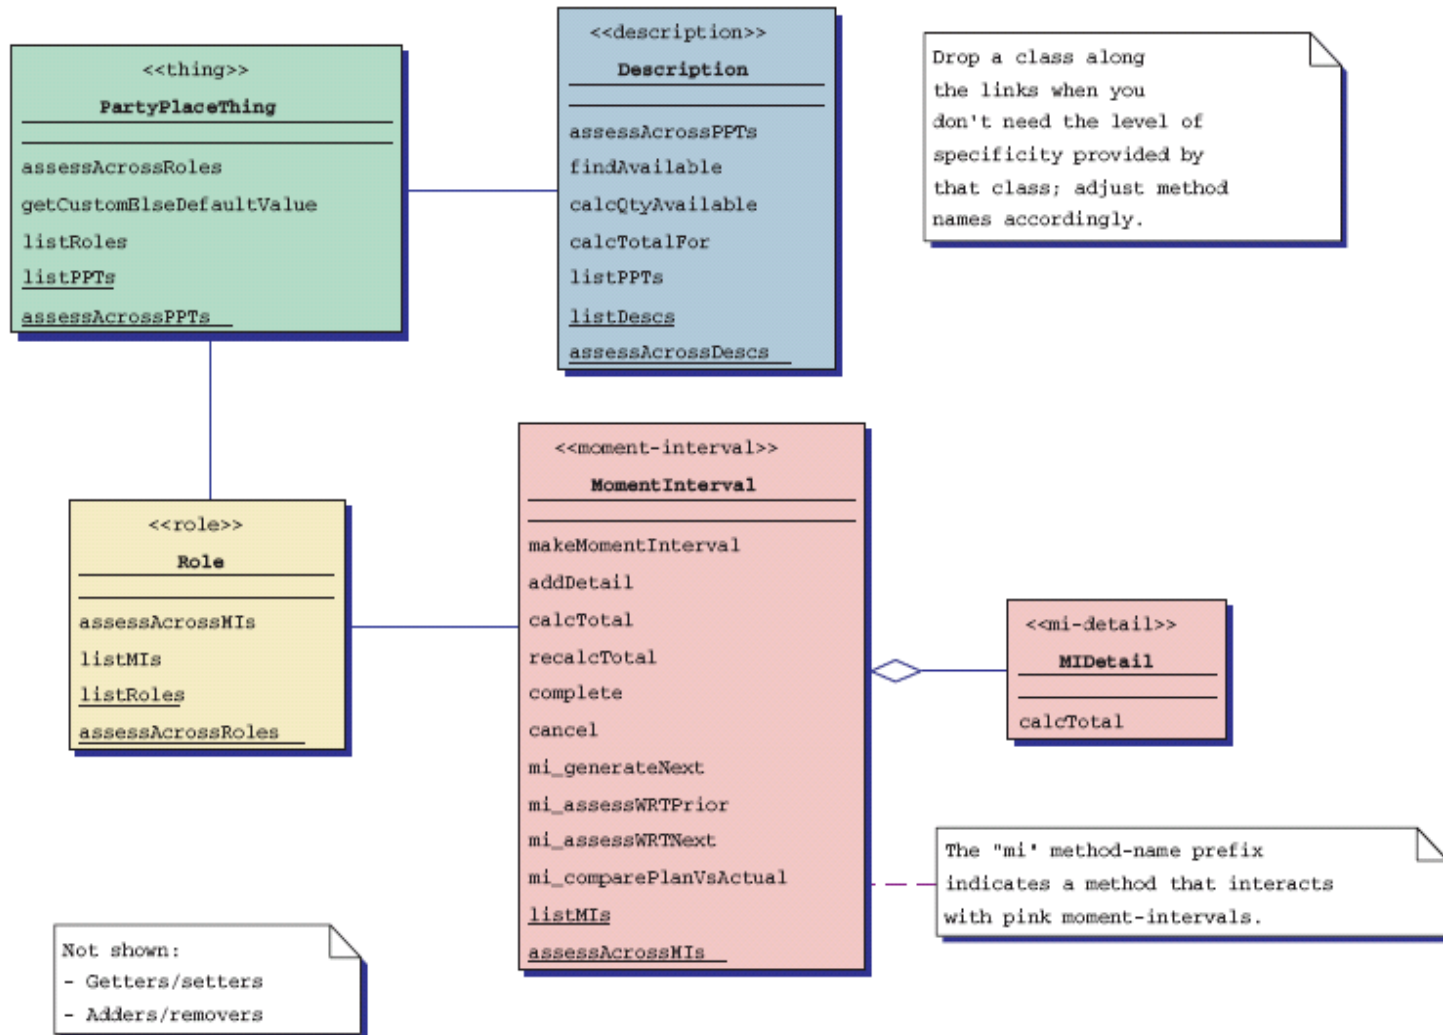 <<thing>>
PartyPlaceThing
assessAcrossRoles
getCustomElseDefaultValue
listRoles
listPPTs
assessAcrossPPTs
<<description>>
Description
assessAcrossPPTs
findAvailable
calcQtyAvailable
calcTotalFor
listPPTs
listDescs
assessAcrossDescs
Drop a class along
the links when you
don't need the level of
specificity provided by
that class; adjust method
names accordingly.
<<role>>
Role
assessAcrossMIs
listMIs
listRoles
assessAcrossRoles
<<moment-interval>>
MomentInterval
makeMomentInterval
addDetail
calcTotal
recalcTotal
complete
cancel
mi_generateNext
mi_assessWRTPrior
mi_assessWRTNext
mi_comparePlanVsActual
listMIs
assessAcrossMIs
<<mi-detail>>
MIDetail
calcTotal
The "mi' method-name prefix
indicates a method that interacts
with pink moment-intervals.
Not shown:
- Getters/setters
- Adders/removers